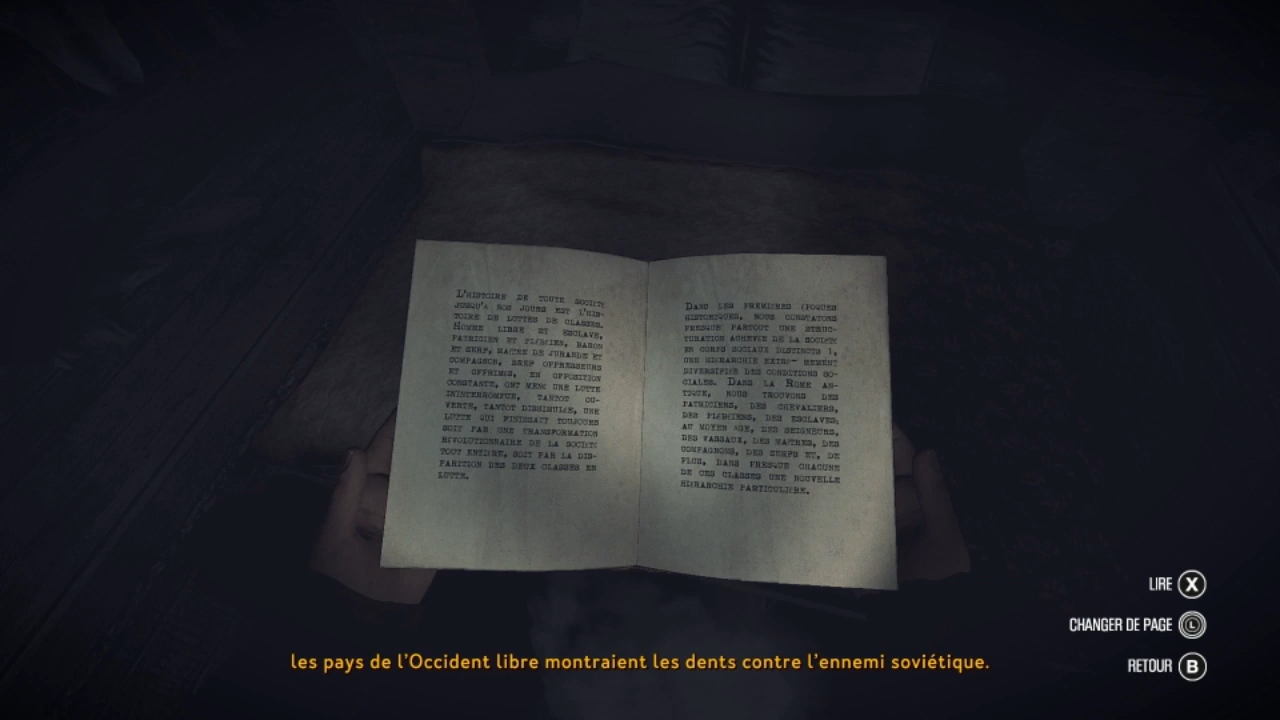 L'HISTOIRE DE TOUTE SOCIÉTÉ
JUSQU'À NOS JOURS EST L'HIS-
TOIRE DE LUTTES DE CLASSES.
HOMME LIBRE ET ESCLAVE,
PATRICIEN ET PLÉBIEN, BARON
ET SERF, MAÎTRE DE JURANDE ET
COMPAGNON, BREF OPPRESSEURS
ET OPPRIMÉS, EN OPPOSITION
CONSTANTE, ONT MENÉ UNE LUTTE
ININTERROMPUE, TANTÔT OU-
VERTE, TANTÔT DISSIMULÉE, UNE
LUTTE QUI FINISSAIT TOUJOURS
SOIT PAR UNE TRANSFORMATION
RÉVOLUTIONNAIRE DE LA SOCIÉTÉ
TOUT ENTIÈRE, SOIT PAR LA DIS-
PARITION DES DEUX CLASSES EN
LUTTE.
DANS LES PREMIÈRES ÉPOQUES
HISTORIQUES, NOUS CONSTATONS
PRESQUE PARTOUT UNE STRUC-
TURATION ACHEVÉE DE LA SOCIÉTÉ
EN CORPS SOCIAUX DISTINCTS
UNE HIÉRARCHIE MEMENT
DIVERSIFIÉE DES CONDITIONS SO-
CIALES. DANS LA ROME AN-
TIQUE, NOUS TROUVONS DES
PATRICIENS, DES CHEVALIERS,
DES PLÉBIENS, DES ESCLAVES,
AU MOYEN ÂGE, DES SEIGNEURS,
DES VASSAUX, DES MAÎTRES, DES
COMPAGNONS, DES SERFS ET, DE
PLUS, DANS PRESQUE CHACUNE
DE CES CLASSES UNE NOUVELLE
HIÉRARCHIE PARTICULIÈRE.
LIRE X
CHANGER DE PAGE L
RETOUR B
les pays de l'Occident libre montraient les dents contre l'ennemi soviétique.